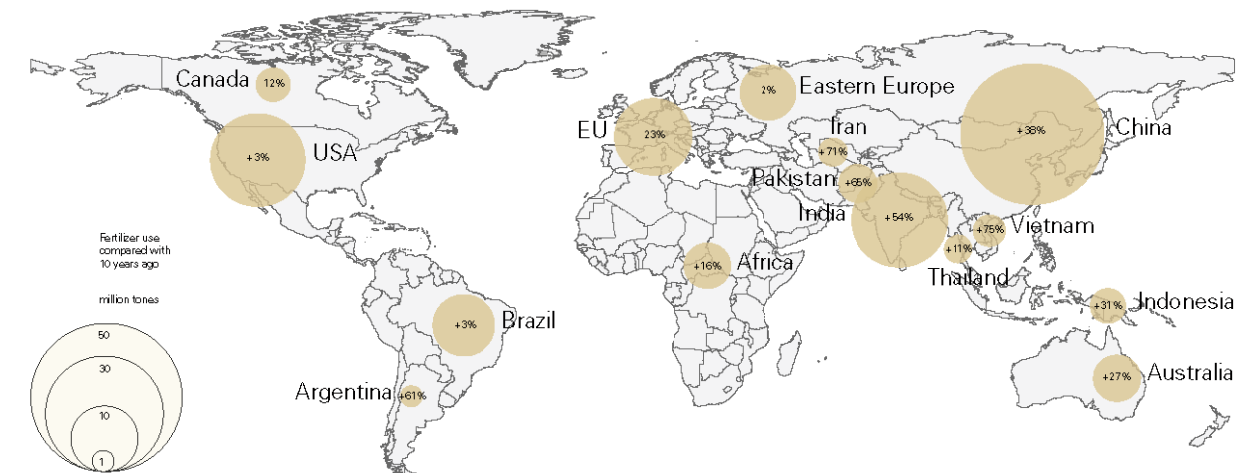 Canada
12%
USA
+3%
EU
23%
2%
Eastern Europe
Iran
+71%
+38%
China
Pakistan
+65%
India
+54%
+75%
Vietnam
+11%
Thailand
+16%
Africa
+31%
Indonesia
+27%
Australia
+3%
Brazil
Argentina
+61%
Fertilizer use
compared with
10 years ago
million tones
50
30
10
1